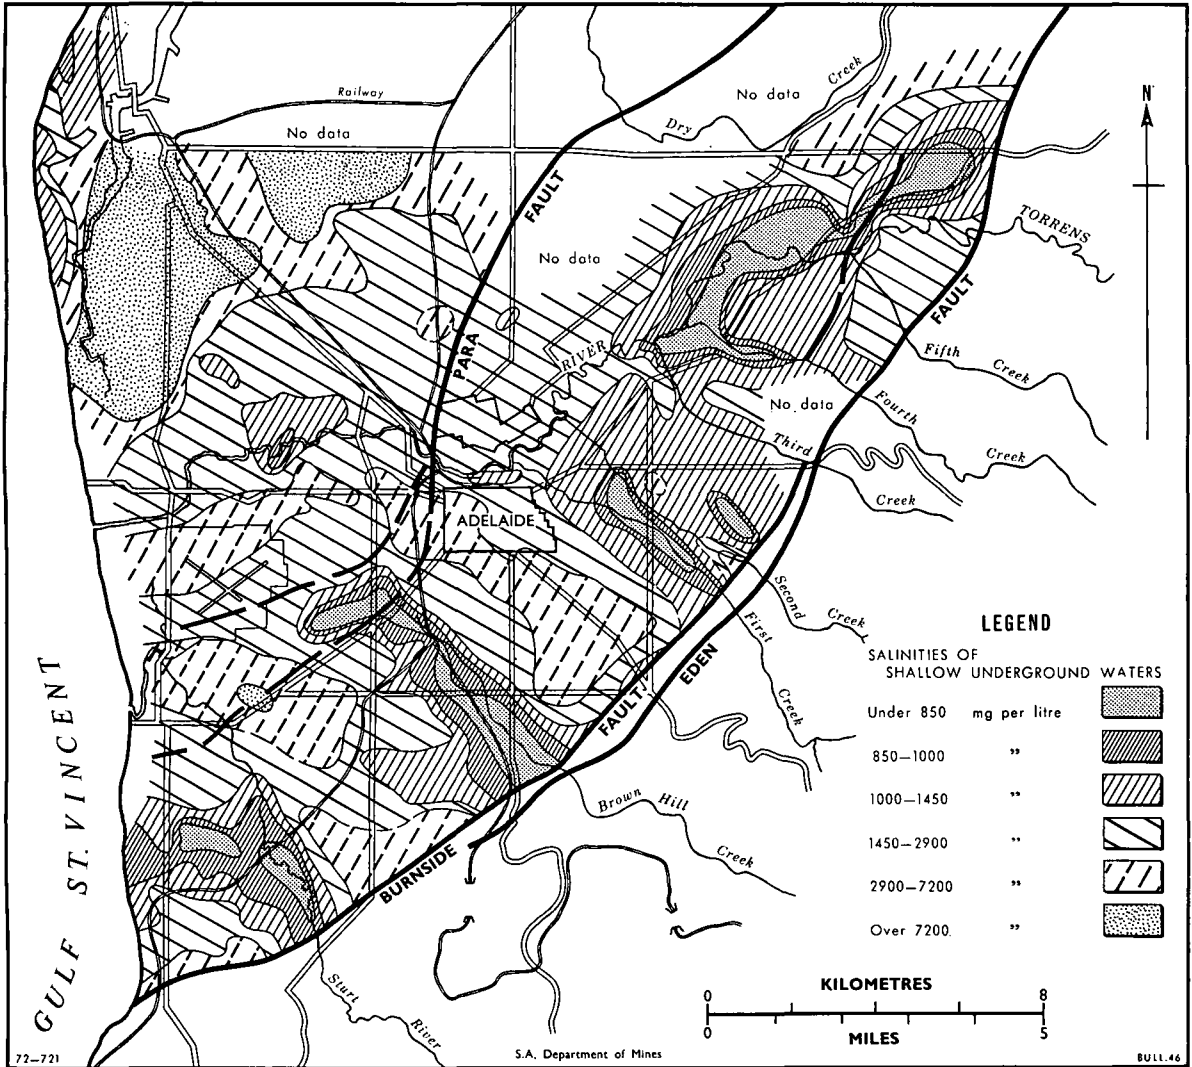 Railway
No data
No data
Creek
Dry
N
TORRENS
FAULT
No data
FAULT
PARA
RIVER
Fifth
Creek
No data
Fourth
Creek
Third
Creek
ADELAIDE
Second
Creek
First
Creek
EDEN
FAULT
BURNSIDE
Brown Hill
Creek
Sturt
River
GULF ST. VINCENT
LEGEND
SALINITIES OF
SHALLOW UNDERGROUND WATERS
Under 850 mg per litre
850–1000 "
1000–1450 "
1450–2900 "
2900–7200 "
Over 7200. "
KILOMETRES
0 8
0 5
MILES
72–721
S.A. Department of Mines
BULL.46